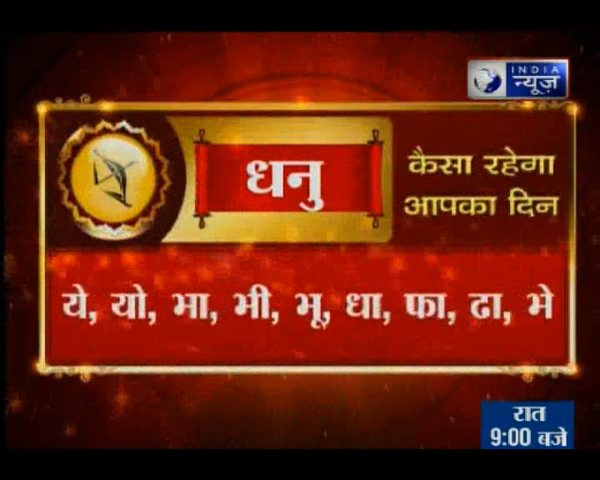 INDIA
न्यूज़
धनु
कैसा रहेगा
आपका दिन
ये, यो, भा, भी, भू, धा, फा, ढा, भे
रात
9:00 बजे